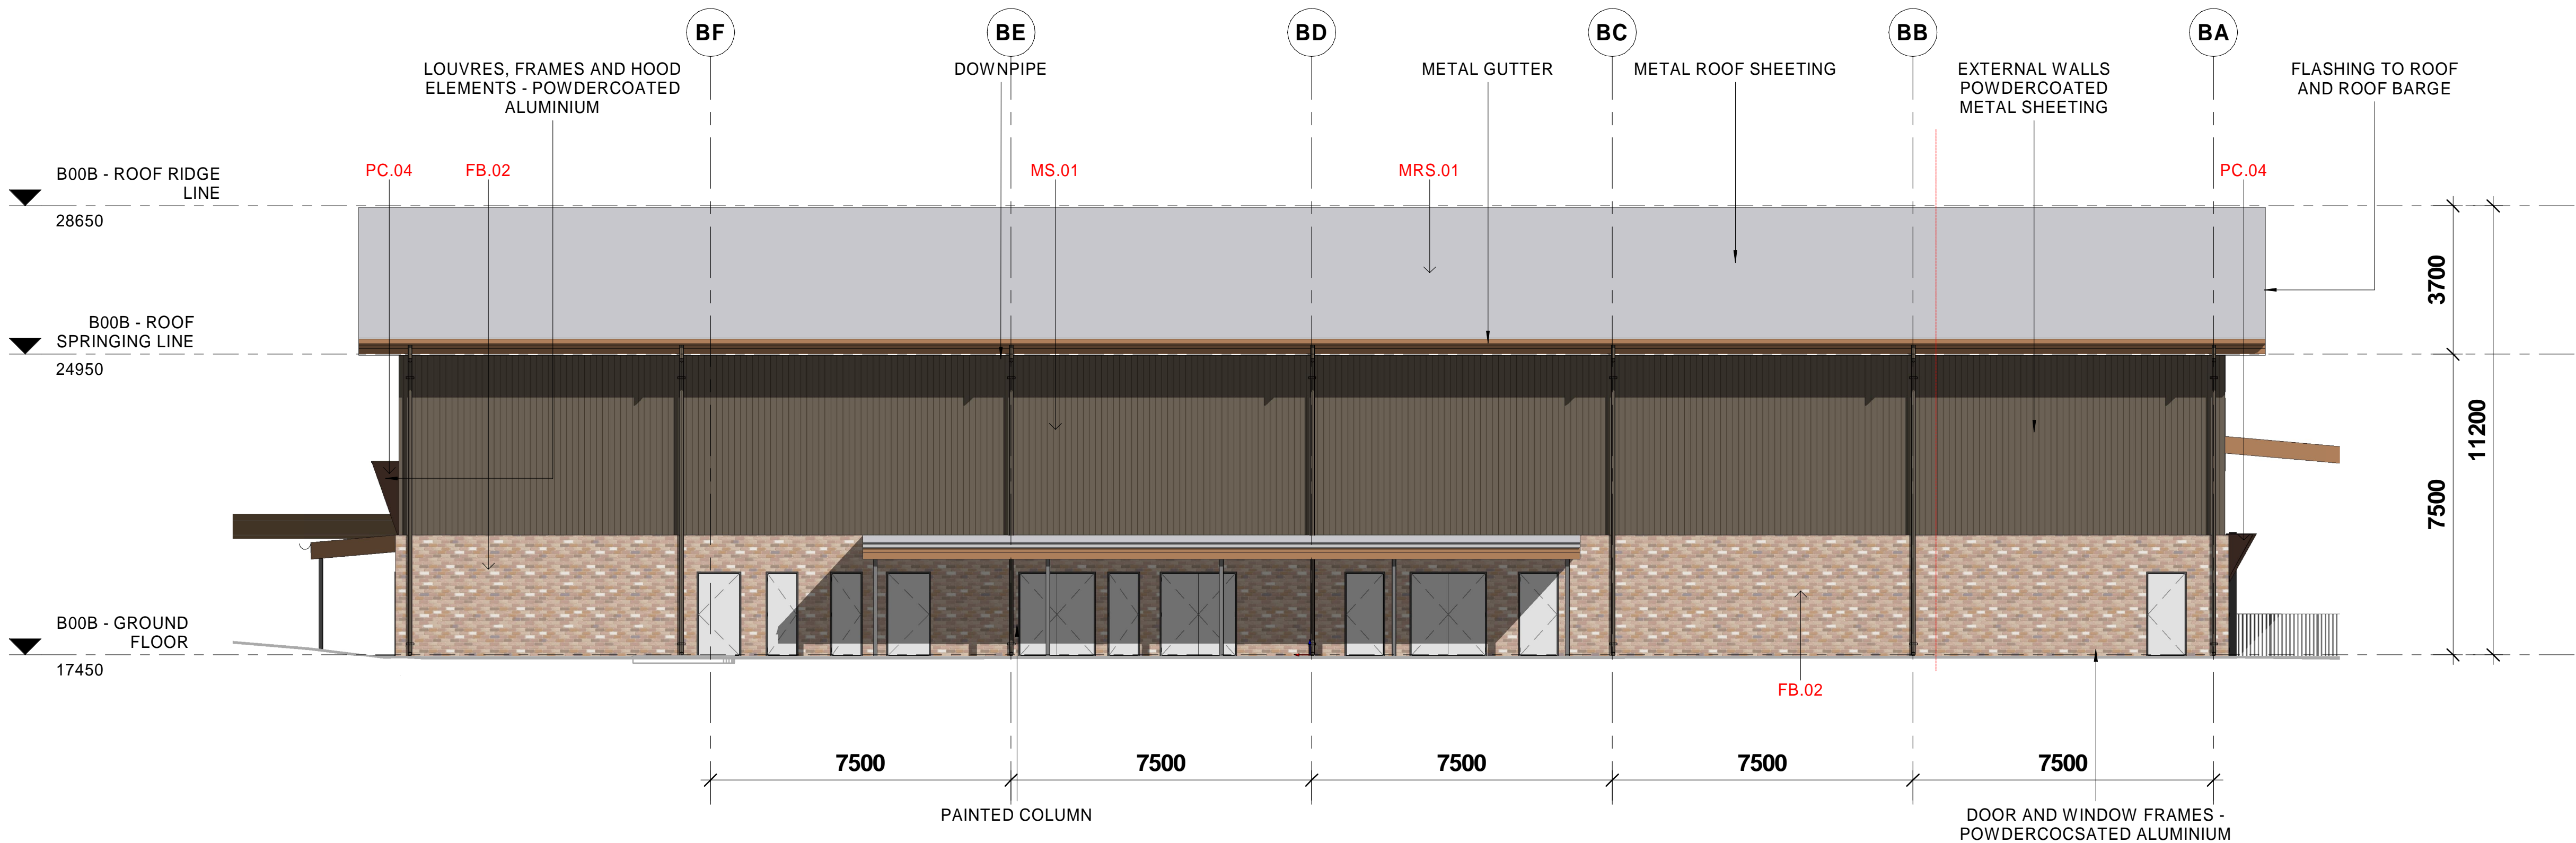 BF
BE
BD
BC
BB
BA
LOUVRES, FRAMES AND HOOD
ELEMENTS - POWDERCOATED
ALUMINIUM
DOWNPIPE
METAL GUTTER
METAL ROOF SHEETING
EXTERNAL WALLS
POWDERCOATED
METAL SHEETING
FLASHING TO ROOF
AND ROOF BARGE
PC.04
FB.02
MS.01
MRS.01
PC.04
B00B - ROOF RIDGE
LINE
28650
B00B - ROOF
SPRINGING LINE
24950
3700
11200
7500
B00B - GROUND
FLOOR
17450
FB.02
7500
7500
7500
7500
7500
PAINTED COLUMN
DOOR AND WINDOW FRAMES -
POWDERCOCSATED ALUMINIUM